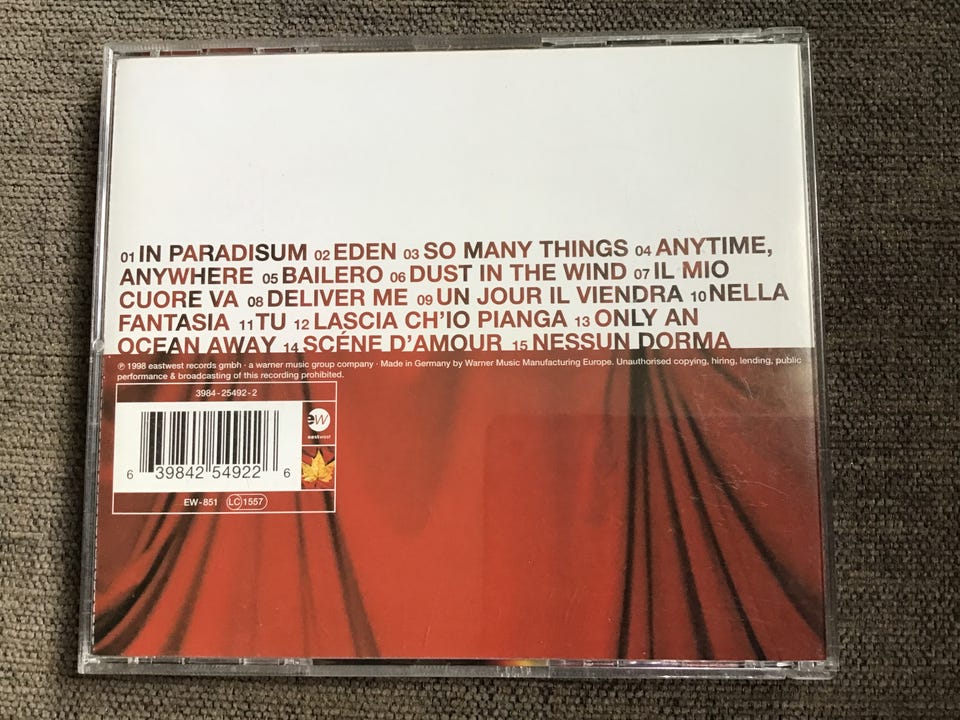 01 IN PARADISUM 02 EDEN 03 SO MANY THINGS 04 ANYTIME,
ANYWHERE 05 BAILERO 06 DUST IN THE WIND 07 IL MIO
CUORE VA 08 DELIVER ME 09 UN JOUR IL VIENDRA 10 NELLA
FANTASIA 11 TU 12 LASCIA CH'IO PIANGA 13 ONLY AN
OCEAN AWAY 14 SCÉNE D'AMOUR 15 NESSUN DORMA
℗ 1998 eastwest records gmbh · a warner music group company · Made in Germany by Warner Music Manufacturing Europe. Unauthorised copying, hiring, lending, public
performance & broadcasting of this recording prohibited.
3984-25492-2
ew
eastwest
6 39842 54922 6
EW-851 LC 1557